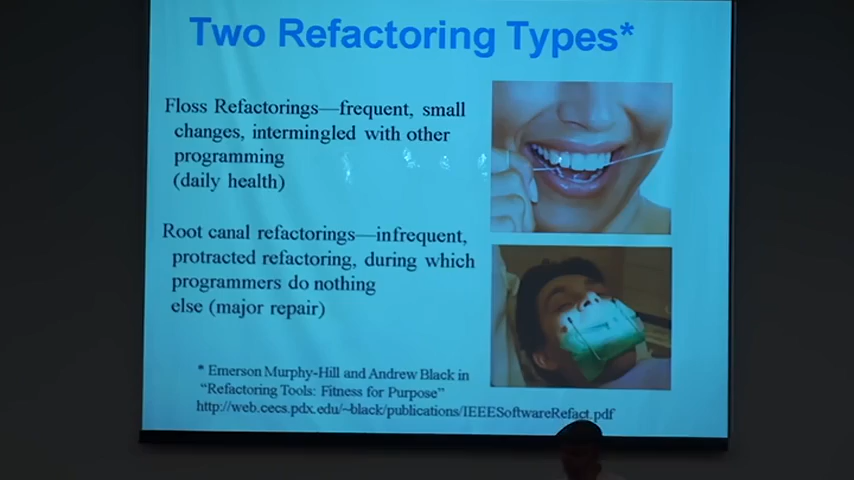 Two Refactoring Types*
Floss Refactorings—frequent, small
changes, intermingled with other
programming
(daily health)
Root canal refactorings—infrequent,
protracted refactoring, during which
programmers do nothing
else (major repair)
* Emerson Murphy-Hill and Andrew Black in
“Refactoring Tools: Fitness for Purpose”
http://web.cecs.pdx.edu/~black/publications/IEEESoftwareRefact.pdf